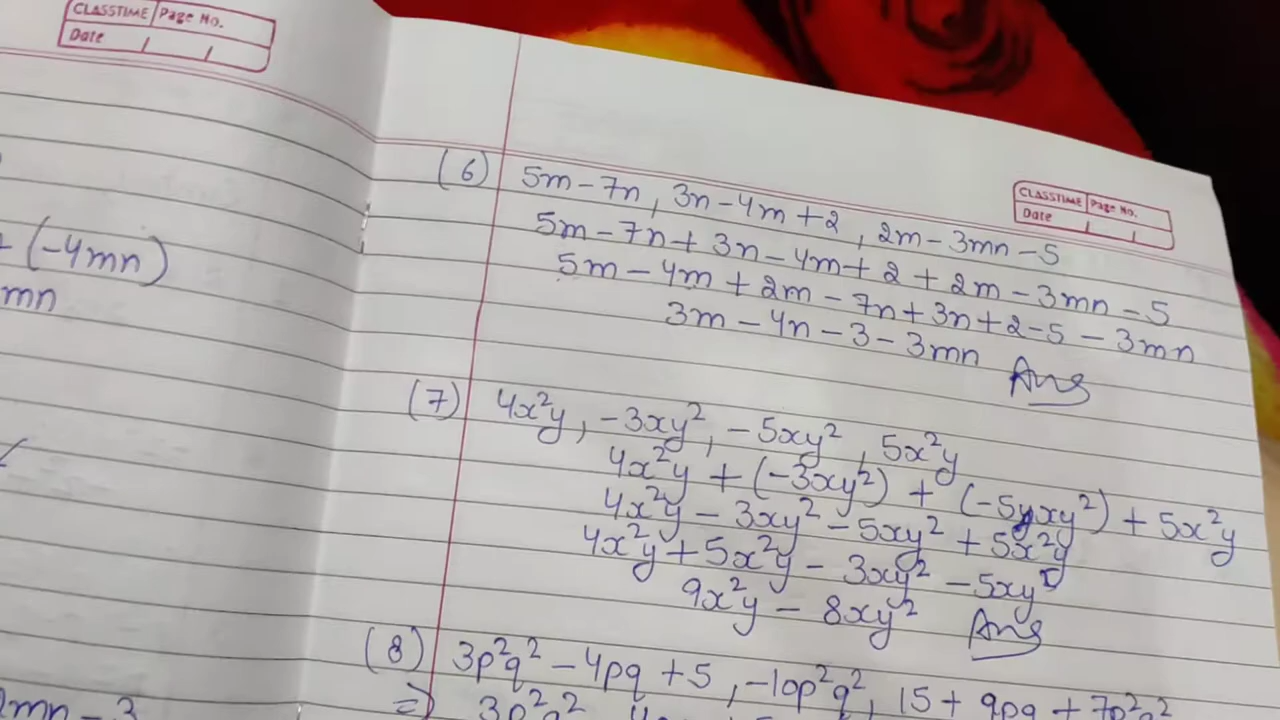 CLASSTIME Page No.
Date / /
+ (-4mn)
mn
2mn - 3
CLASSTIME Page No.
Date / /
(6) 5m - 7n, 3n - 4m + 2, 2m - 3mn - 5
5m - 7n + 3n - 4m + 2 + 2m - 3mn - 5
5m - 4m + 2m - 7n + 3n + 2 - 5 - 3mn
3m - 4n - 3 - 3mn Ans
(7) 4x²y, -3xy², -5xy², 5x²y
4x²y + (-3xy²) + (-5xy²) + 5x²y
4x²y - 3xy² - 5xy² + 5x²y
4x²y + 5x²y - 3xy² - 5xy²
9x²y - 8xy² Ans
(8) 3p²q² - 4pq + 5, -10p²q², 15 + 9pq + 7p²q²
⇒ 3p²q²